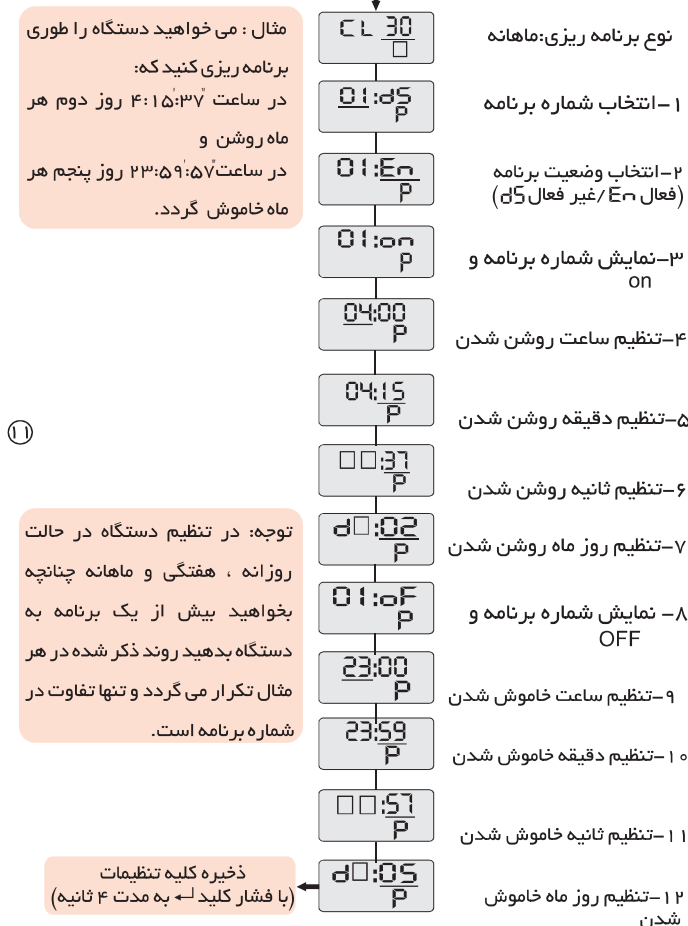 نوع برنامه ریزی:ماهانه
CL 30
۱-انتخاب شماره برنامه
01:dS
P
۲-انتخاب وضعیت برنامه
(فعال En/غیر فعال dS)
01:En
P
۳-نمایش شماره برنامه و
on
01:on
P
۴-تنظیم ساعت روشن شدن
04:00
P
۵-تنظیم دقیقه روشن شدن
04:15
P
۶-تنظیم ثانیه روشن شدن
□□:37
P
۷-تنظیم روز ماه روشن شدن
d□:02
P
۸- نمایش شماره برنامه و
OFF
01:oF
P
۹-تنظیم ساعت خاموش شدن
23:00
P
۱۰-تنظیم دقیقه خاموش شدن
23:59
P
۱۱-تنظیم ثانیه خاموش شدن
□□:57
P
۱۲-تنظیم روز ماه خاموش
شدن
d□:05
P
مثال : می خواهید دستگاه را طوری
برنامه ریزی کنید که:
در ساعت ۴:۱۵:۳۷ روز دوم هر
ماه روشن و
در ساعت ۲۳:۵۹:۵۷ روز پنجم هر
ماه خاموش گردد.
۱۱
توجه: در تنظیم دستگاه در حالت
روزانه ، هفتگی و ماهانه چنانچه
بخواهید بیش از یک برنامه به
دستگاه بدهید روند ذکر شده در هر
مثال تکرار می گردد و تنها تفاوت در
شماره برنامه است.
ذخیره کلیه تنظیمات
(با فشار کلید ↵ به مدت ۴ ثانیه)